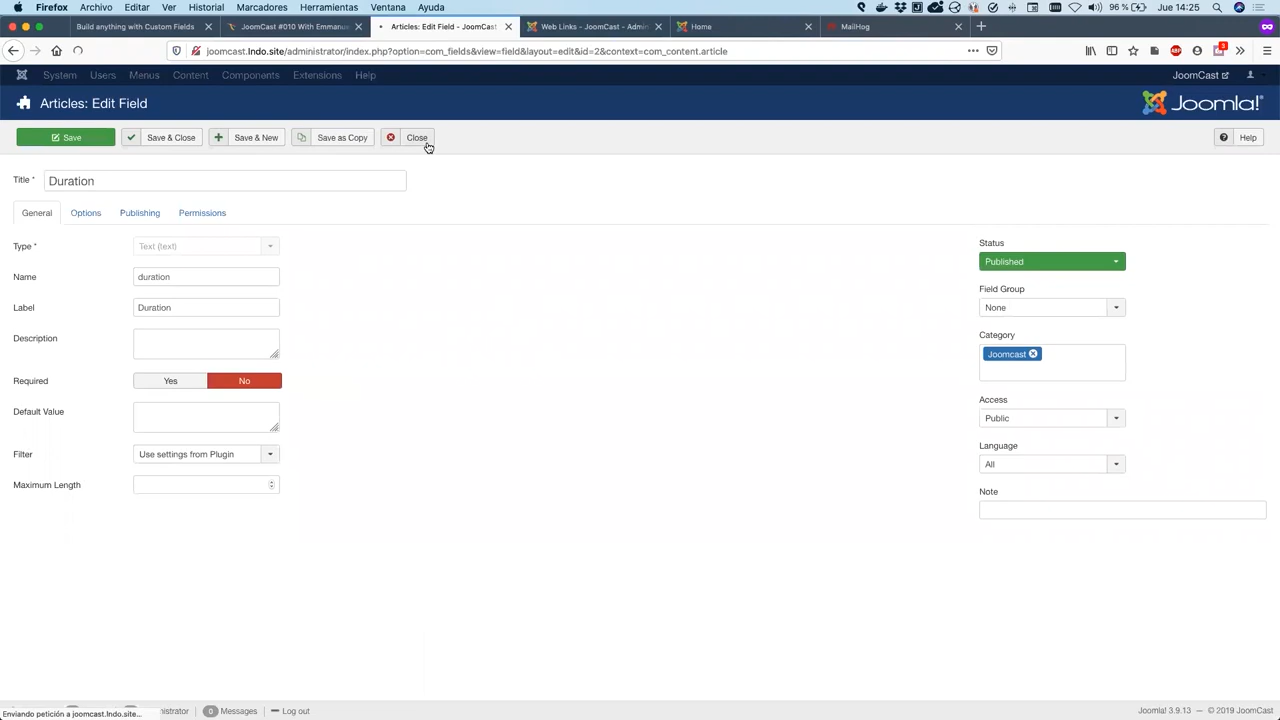 Firefox Archivo Editar Ver Historial Marcadores Herramientas Ventana Ayuda 96 % Jue 14:25
Build anything with Custom Fields JoomCast #010 With Emmanue Articles: Edit Field - JoomCast Web Links - JoomCast - Admin Home MailHog
joomcast.lndo.site/administrator/index.php?option=com_fields&view=field&layout=edit&id=2&context=com_content.article 3
System Users Menus Content Components Extensions Help JoomCast
Articles: Edit Field Joomla!®
Save Save & Close Save & New Save as Copy Close Help
Title * Duration
General Options Publishing Permissions
Type * Text (text)
Name duration
Label Duration
Description
Required Yes No
Default Value
Filter Use settings from Plugin
Maximum Length
Status
Published
Field Group
None
Category
Joomcast
Access
Public
Language
All
Note
Enviando petición a joomcast.lndo.site... ministrator 0 Messages Log out Joomla! 3.9.13 — © 2019 JoomCast